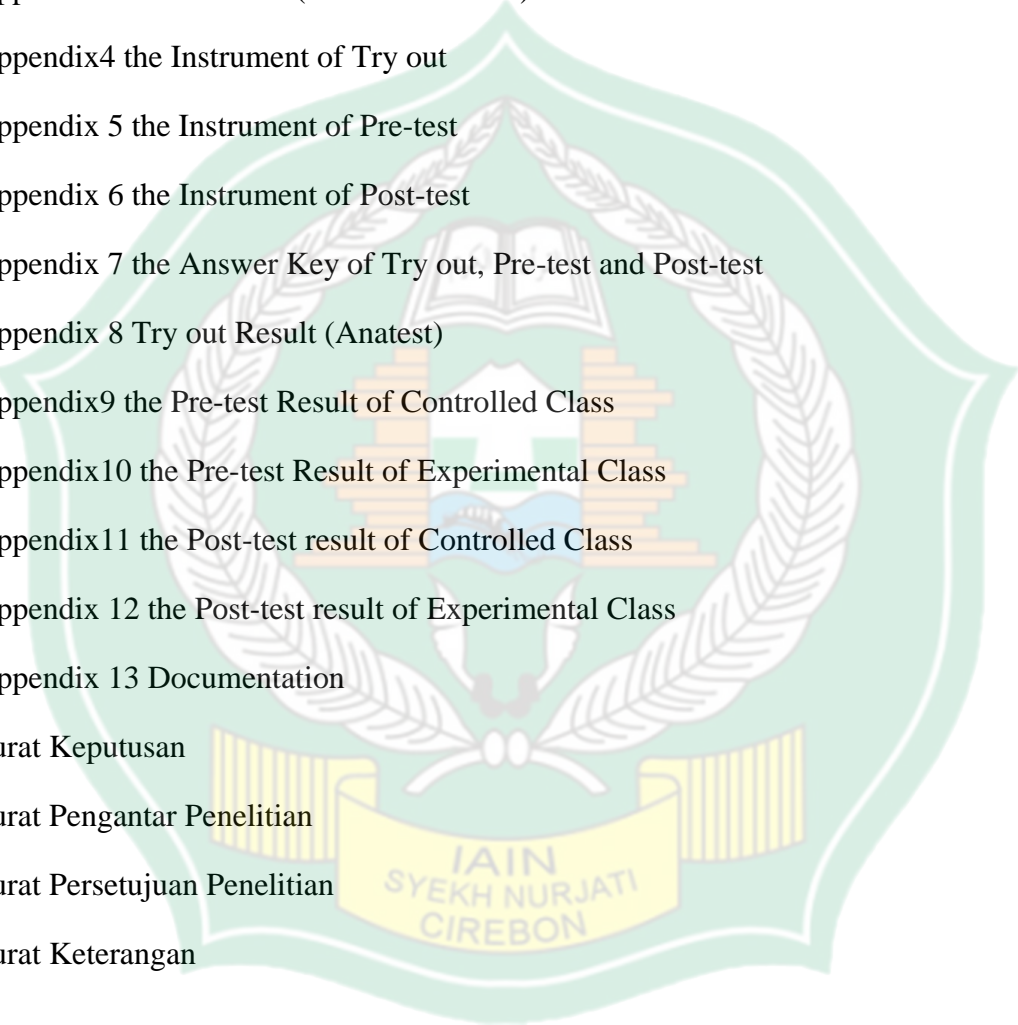 ppendix4 the Instrument of Try out
ppendix 5 the Instrument of Pre-test
ppendix 6 the Instrument of Post-test
ppendix 7 the Answer Key of Try out, Pre-test and Post-test
ppendix 8 Try out Result (Anatest)
ppendix9 the Pre-test Result of Controlled Class
ppendix10 the Pre-test Result of Experimental Class
ppendix11 the Post-test result of Controlled Class
ppendix 12 the Post-test result of Experimental Class
ppendix 13 Documentation
urat Keputusan
urat Pengantar Penelitian
urat Persetujuan Penelitian
urat Keterangan
IAIN
SYEKH NURJATI
CIREBON